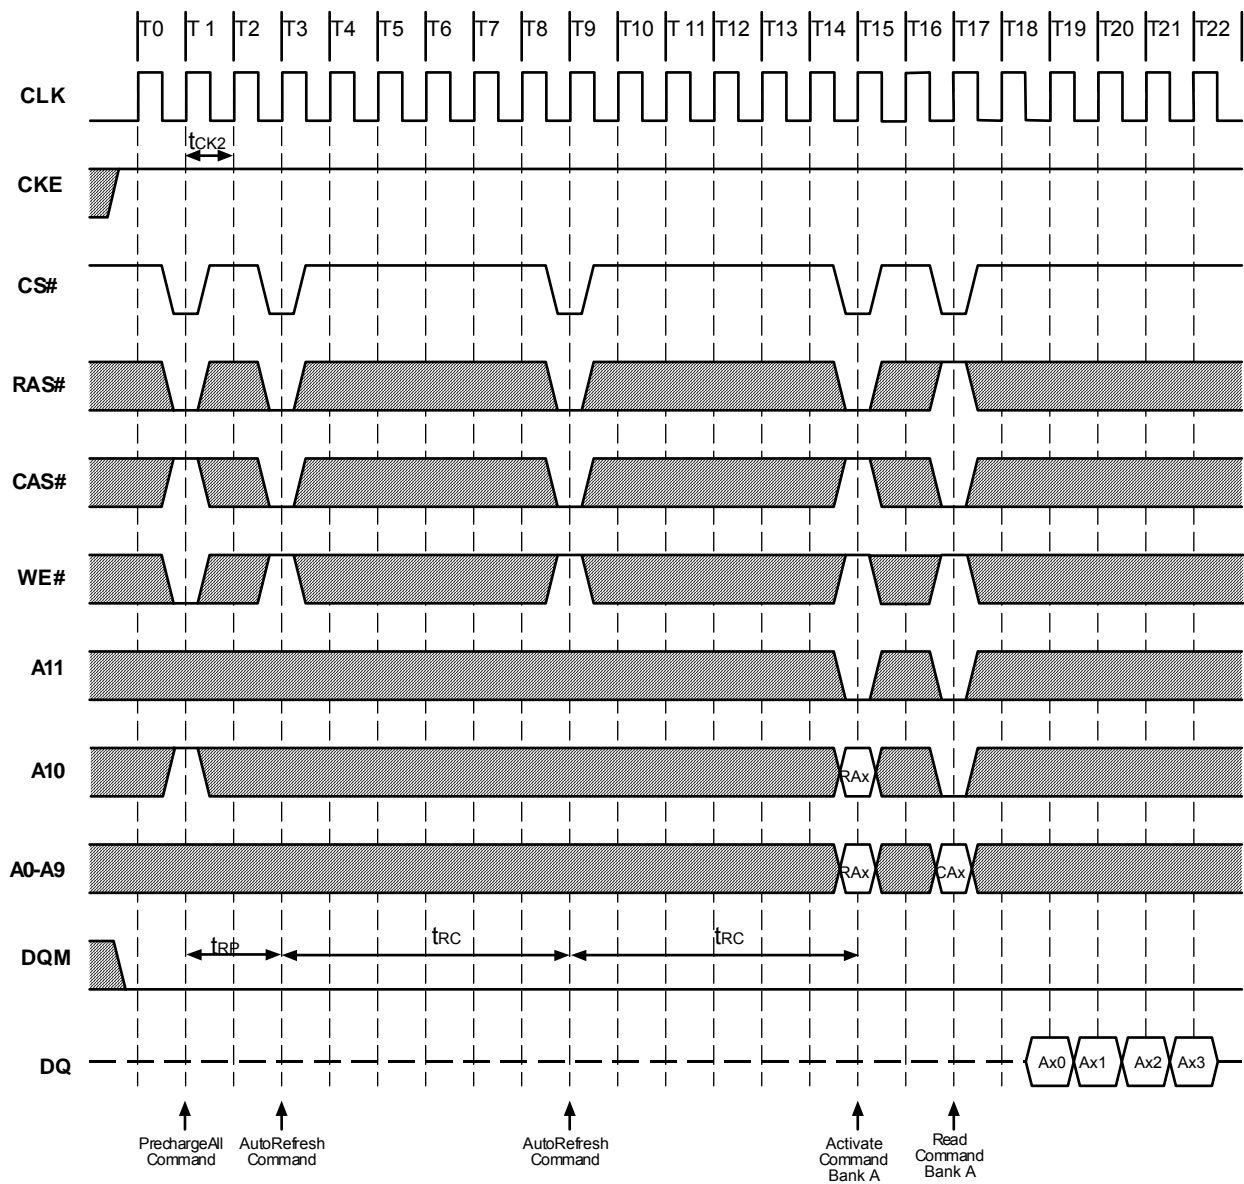 T0 T 1 T2 T3 T4 T5 T6 T7 T8 T9 T10 T 11 T12 T13 T14 T15 T16 T17 T18 T19 T20 T21 T22
CLK
tCK2
CKE
CS#
RAS#
CAS#
WE#
A11
A10 RAx
A0-A9 RAx CAx
DQM tRP tRC tRC
DQ Ax0 Ax1 Ax2 Ax3
PrechargeAll
Command
AutoRefresh
Command
AutoRefresh
Command
Activate
Command
Bank A
Read
Command
Bank A